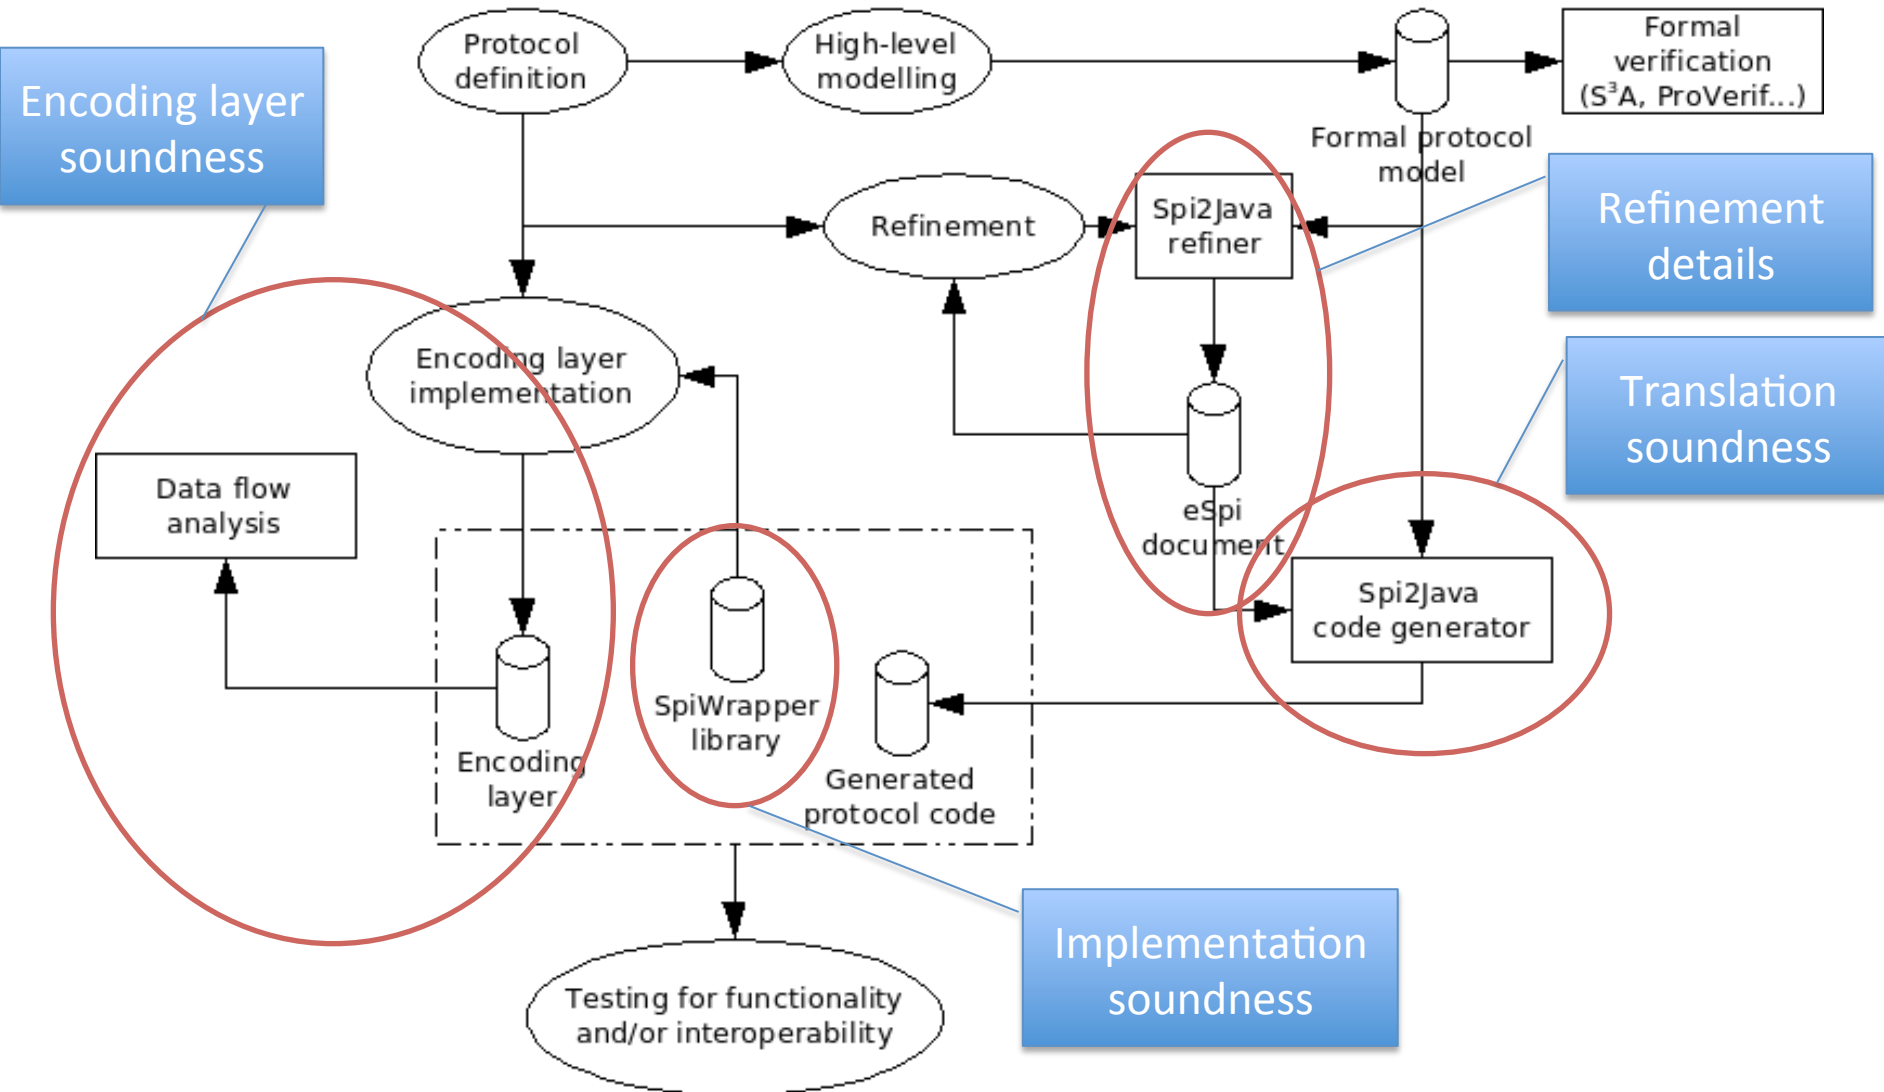 Protocol
definition
High-level
modelling
Formal
verification
(S³A, ProVerif...)
Encoding layer
soundness
Formal protocol
model
Refinement
Spi2Java
refiner
Refinement
details
Encoding layer
implementation
Translation
soundness
Data flow
analysis
eSpi
document
Spi2Java
code generator
SpiWrapper
library
Encoding
layer
Generated
protocol code
Implementation
soundness
Testing for functionality
and/or interoperability